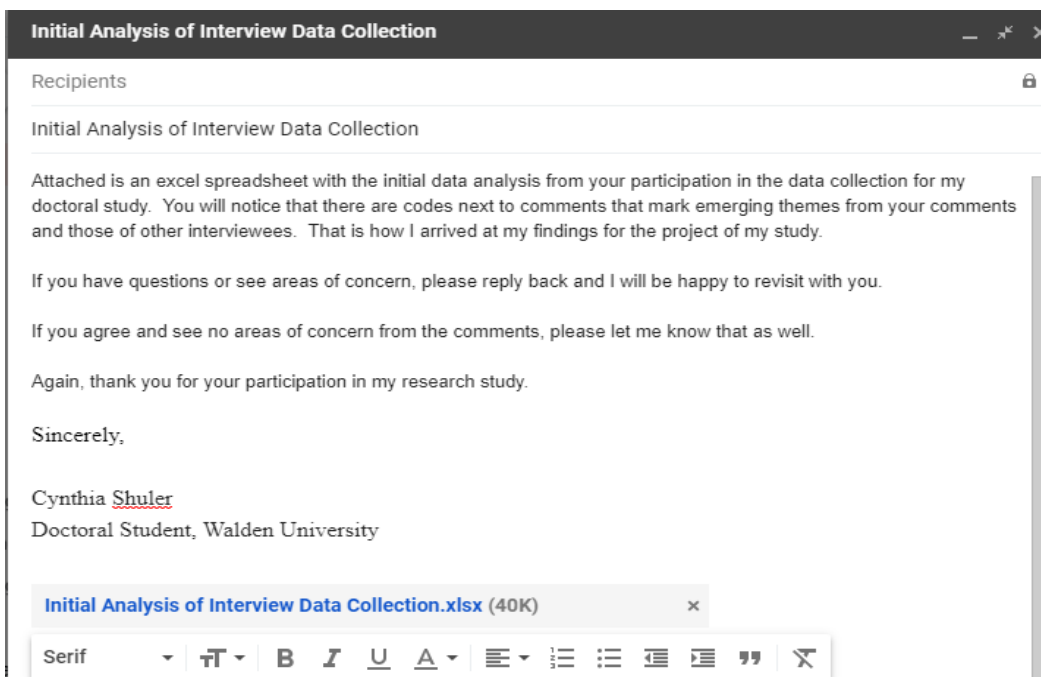 Initial Analysis of Interview Data Collection
Recipients
Initial Analysis of Interview Data Collection
Attached is an excel spreadsheet with the initial data analysis from your participation in the data collection for my
doctoral study.  You will notice that there are codes next to comments that mark emerging themes from your comments
and those of other interviewees.  That is how I arrived at my findings for the project of my study.
If you have questions or see areas of concern, please reply back and I will be happy to revisit with you.
If you agree and see no areas of concern from the comments, please let me know that as well.
Again, thank you for your participation in my research study.
Sincerely,
Cynthia Shuler
Doctoral Student, Walden University
Initial Analysis of Interview Data Collection.xlsx (40K)
Serif